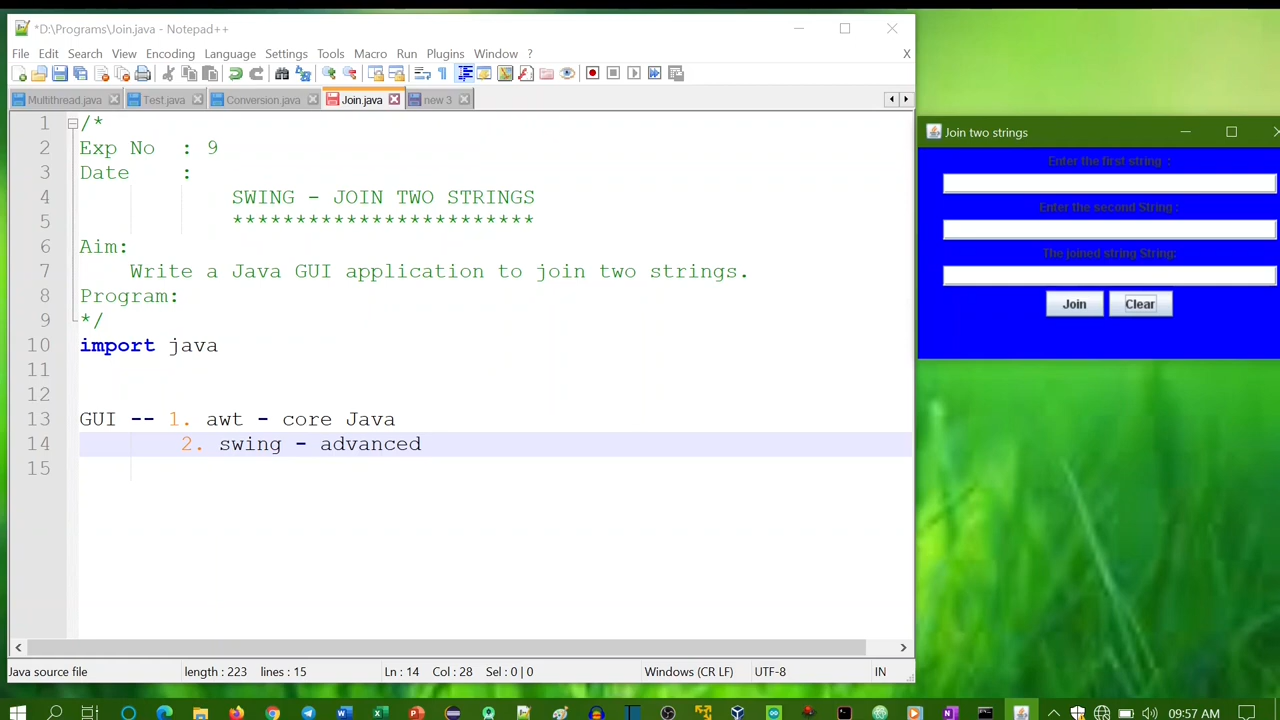 *D:\Programs\Join.java - Notepad++
File Edit Search View Encoding Language Settings Tools Macro Run Plugins Window ? X
Multithread.java Test.java Conversion.java Join.java new 3
1 /*
2 Exp No : 9
3 Date :
4 SWING - JOIN TWO STRINGS
5 ************************
6 Aim:
7 Write a Java GUI application to join two strings.
8 Program:
9 */
10 import java
11
12
13 GUI -- 1. awt - core Java
14 2. swing - advanced
15
Java source file length : 223 lines : 15 Ln : 14 Col : 28 Sel : 0 | 0 Windows (CR LF) UTF-8 IN
Join two strings
Enter the first string :
Enter the second String :
The joined string String:
Join Clear
09:57 AM